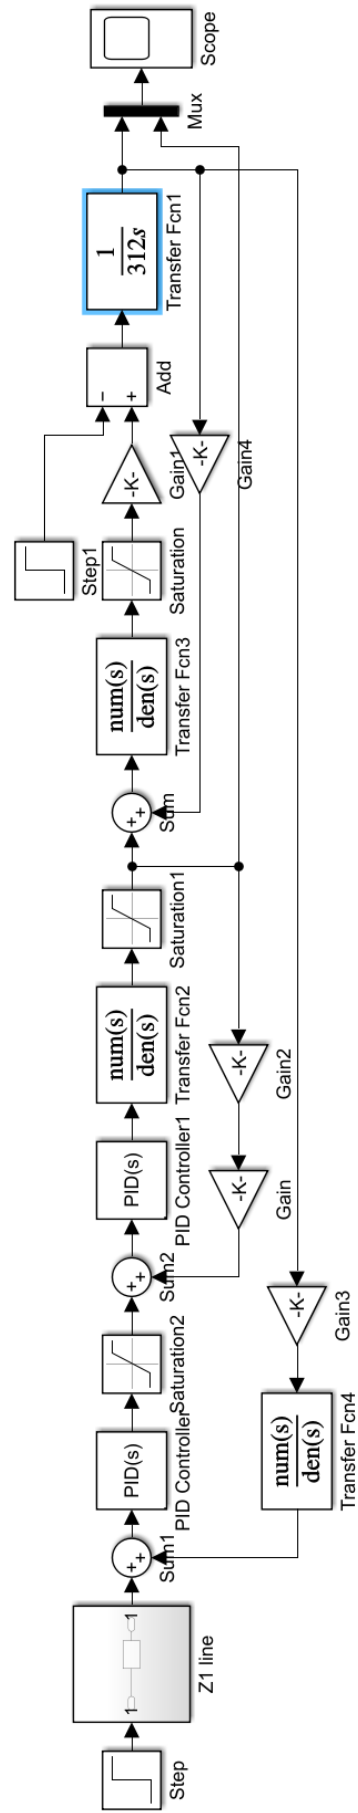 Step
1
1
Z1 line
+
+
Sum1
PID(s)
PID Controller
Saturation2
+
+
Sum2
PID(s)
PID Controller1
num(s)
den(s)
Transfer Fcn2
Saturation1
+
+
Sum
num(s)
den(s)
Transfer Fcn3
Saturation
Step1
-K-
Gain1
−
+
Add
1
312s
Transfer Fcn1
Mux
Scope
-K-
Gain4
-K-
Gain2
-K-
Gain
-K-
Gain3
num(s)
den(s)
Transfer Fcn4